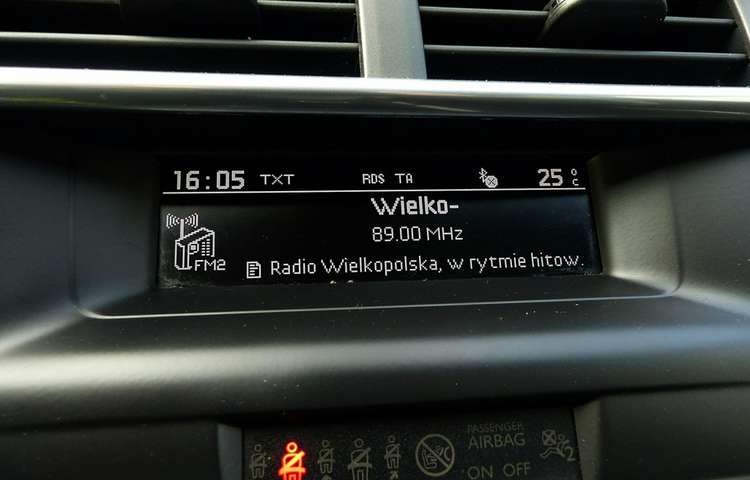 16:05 TXT RDS TA 25 °C
Wielko-
89.00 MHz
FM2 Radio Wielkopolska, w rytmie hitow.
PASSENGER
AIRBAG
ON OFF 2